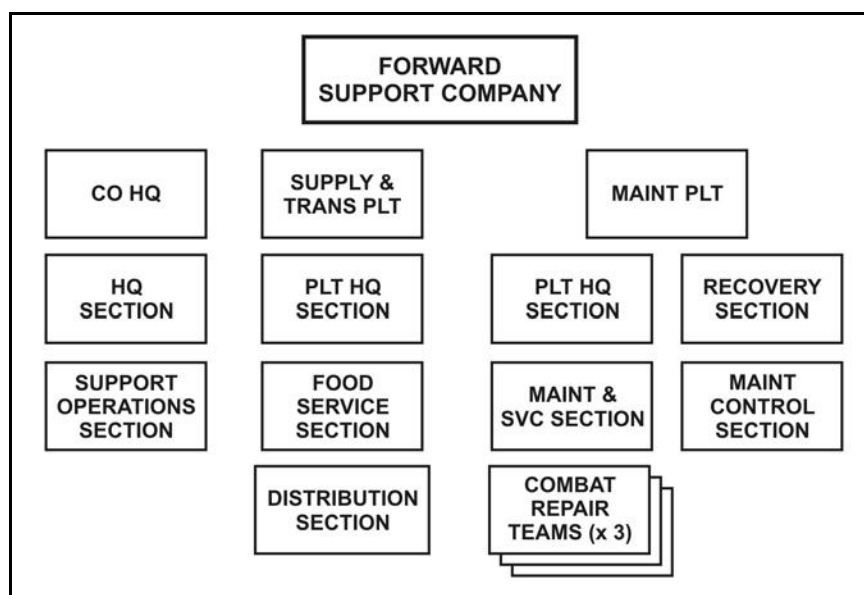 FORWARD
SUPPORT COMPANY
CO HQ
SUPPLY &
TRANS PLT
MAINT PLT
HQ
SECTION
PLT HQ
SECTION
PLT HQ
SECTION
RECOVERY
SECTION
SUPPORT
OPERATIONS
SECTION
FOOD
SERVICE
SECTION
MAINT &
SVC SECTION
MAINT
CONTROL
SECTION
DISTRIBUTION
SECTION
COMBAT
REPAIR
TEAMS (x 3)